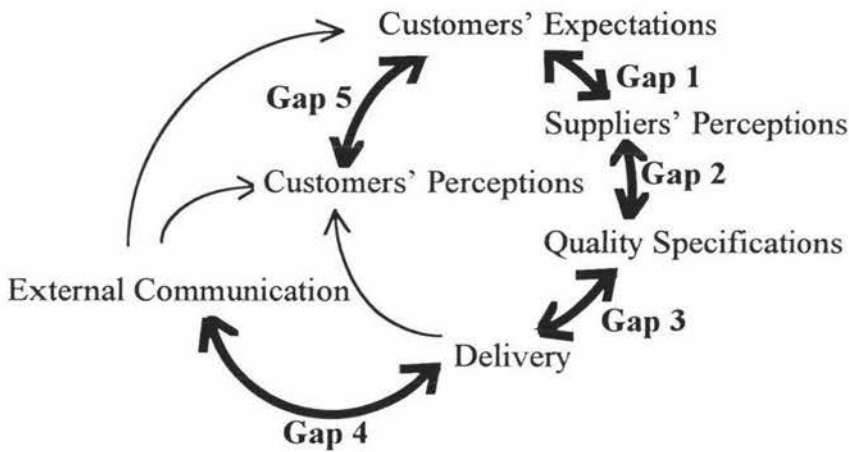 Customers' Expectations
Gap 1
Gap 5
Suppliers' Perceptions
Customers' Perceptions
Gap 2
Quality Specifications
External Communication
Gap 3
Delivery
Gap 4